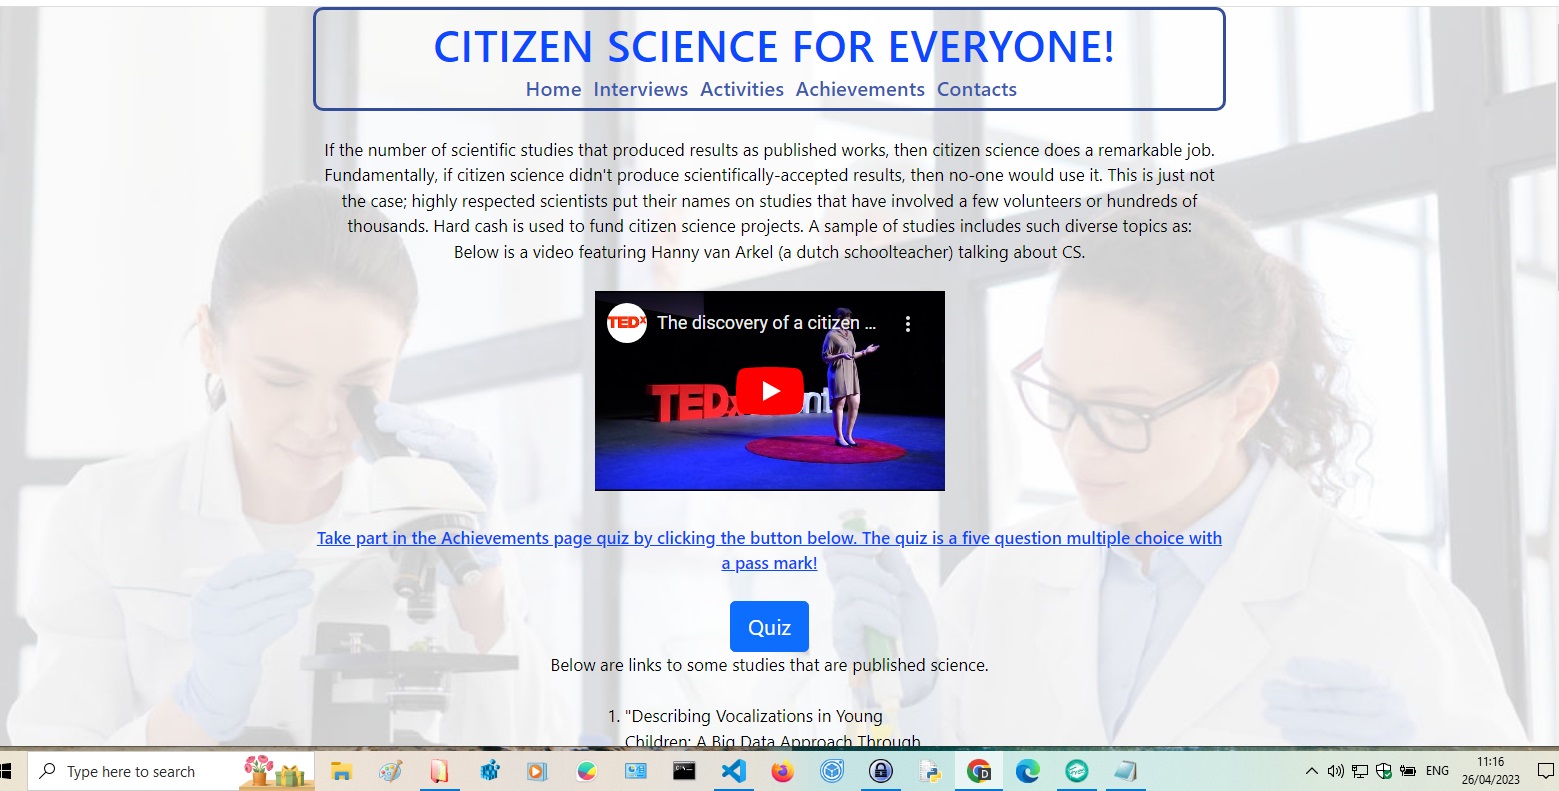 CITIZEN SCIENCE FOR EVERYONE!
Home Interviews Activities Achievements Contacts
If the number of scientific studies that produced results as published works, then citizen science does a remarkable job.
Fundamentally, if citizen science didn't produce scientifically-accepted results, then no-one would use it. This is just not
the case; highly respected scientists put their names on studies that have involved a few volunteers or hundreds of
thousands. Hard cash is used to fund citizen science projects. A sample of studies includes such diverse topics as:
Below is a video featuring Hanny van Arkel (a dutch schoolteacher) talking about CS.
TEDx The discovery of a citizen ...
TEDx
Take part in the Achievements page quiz by clicking the button below. The quiz is a five question multiple choice with
a pass mark!
Quiz
Below are links to some studies that are published science.
1. "Describing Vocalizations in Young
Children: A Big Data Approach Through
Type here to search
ENG
11:16
26/04/2023